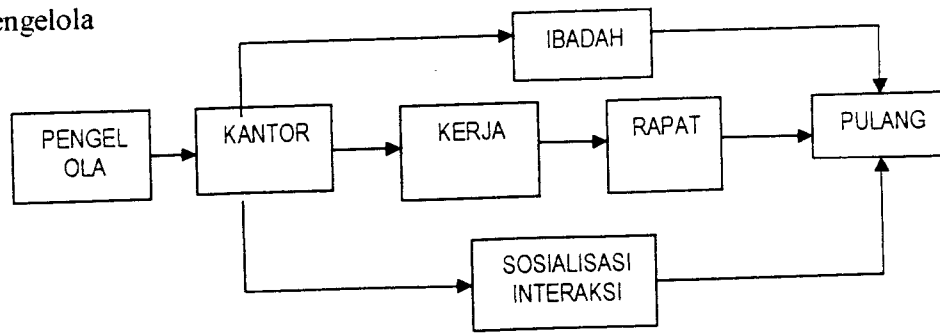 engelola
IBADAH
PENGEL
OLA
KANTOR
KERJA
RAPAT
PULANG
SOSIALISASI
INTERAKSI